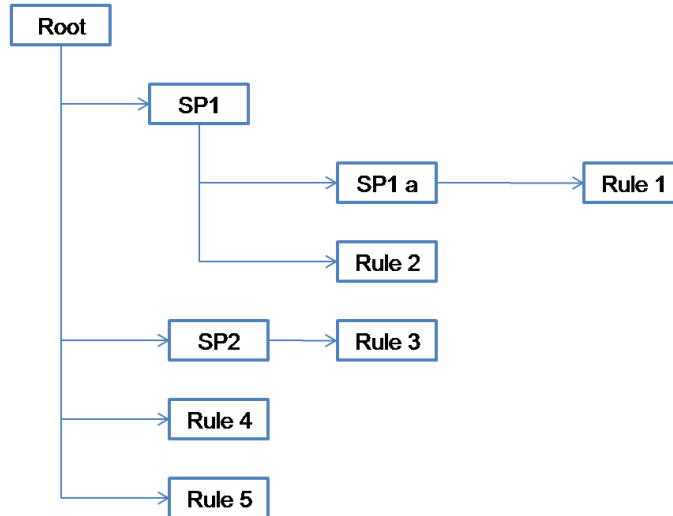 Root
SP1
SP1 a
Rule 1
Rule 2
SP2
Rule 3
Rule 4
Rule 5